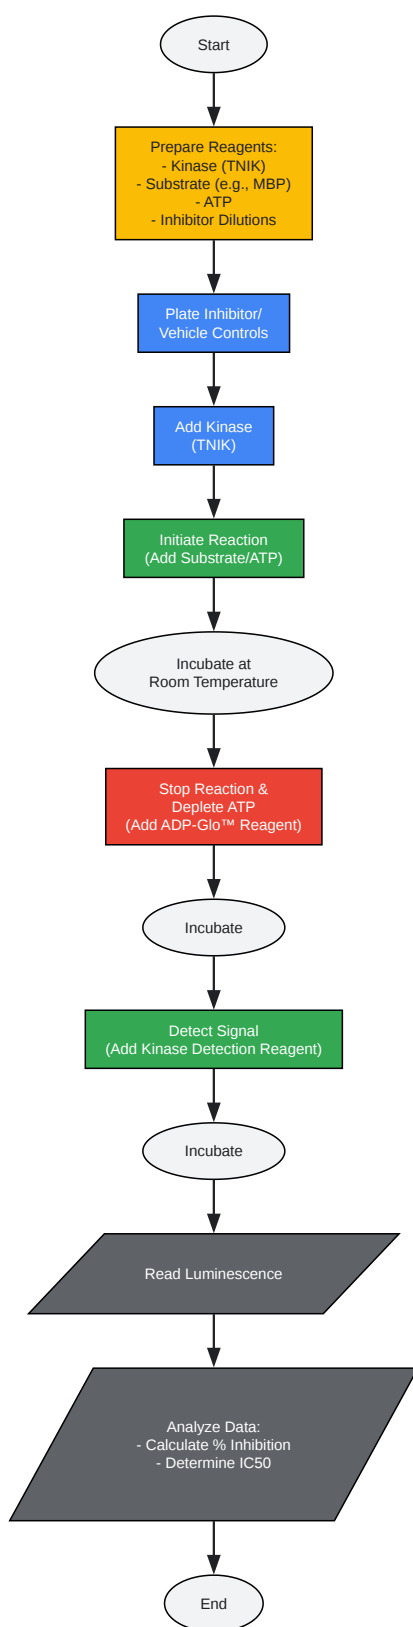 Start
Prepare Reagents:
- Kinase (TNIK)
- Substrate (e.g., MBP)
- ATP
- Inhibitor Dilutions
Plate Inhibitor/
Vehicle Controls
Add Kinase
(TNIK)
Initiate Reaction
(Add Substrate/ATP)
Incubate at
Room Temperature
Stop Reaction &
Deplete ATP
(Add ADP-Glo™ Reagent)
Incubate
Detect Signal
(Add Kinase Detection Reagent)
Incubate
Read Luminescence
Analyze Data:
- Calculate % Inhibition
- Determine IC50
End